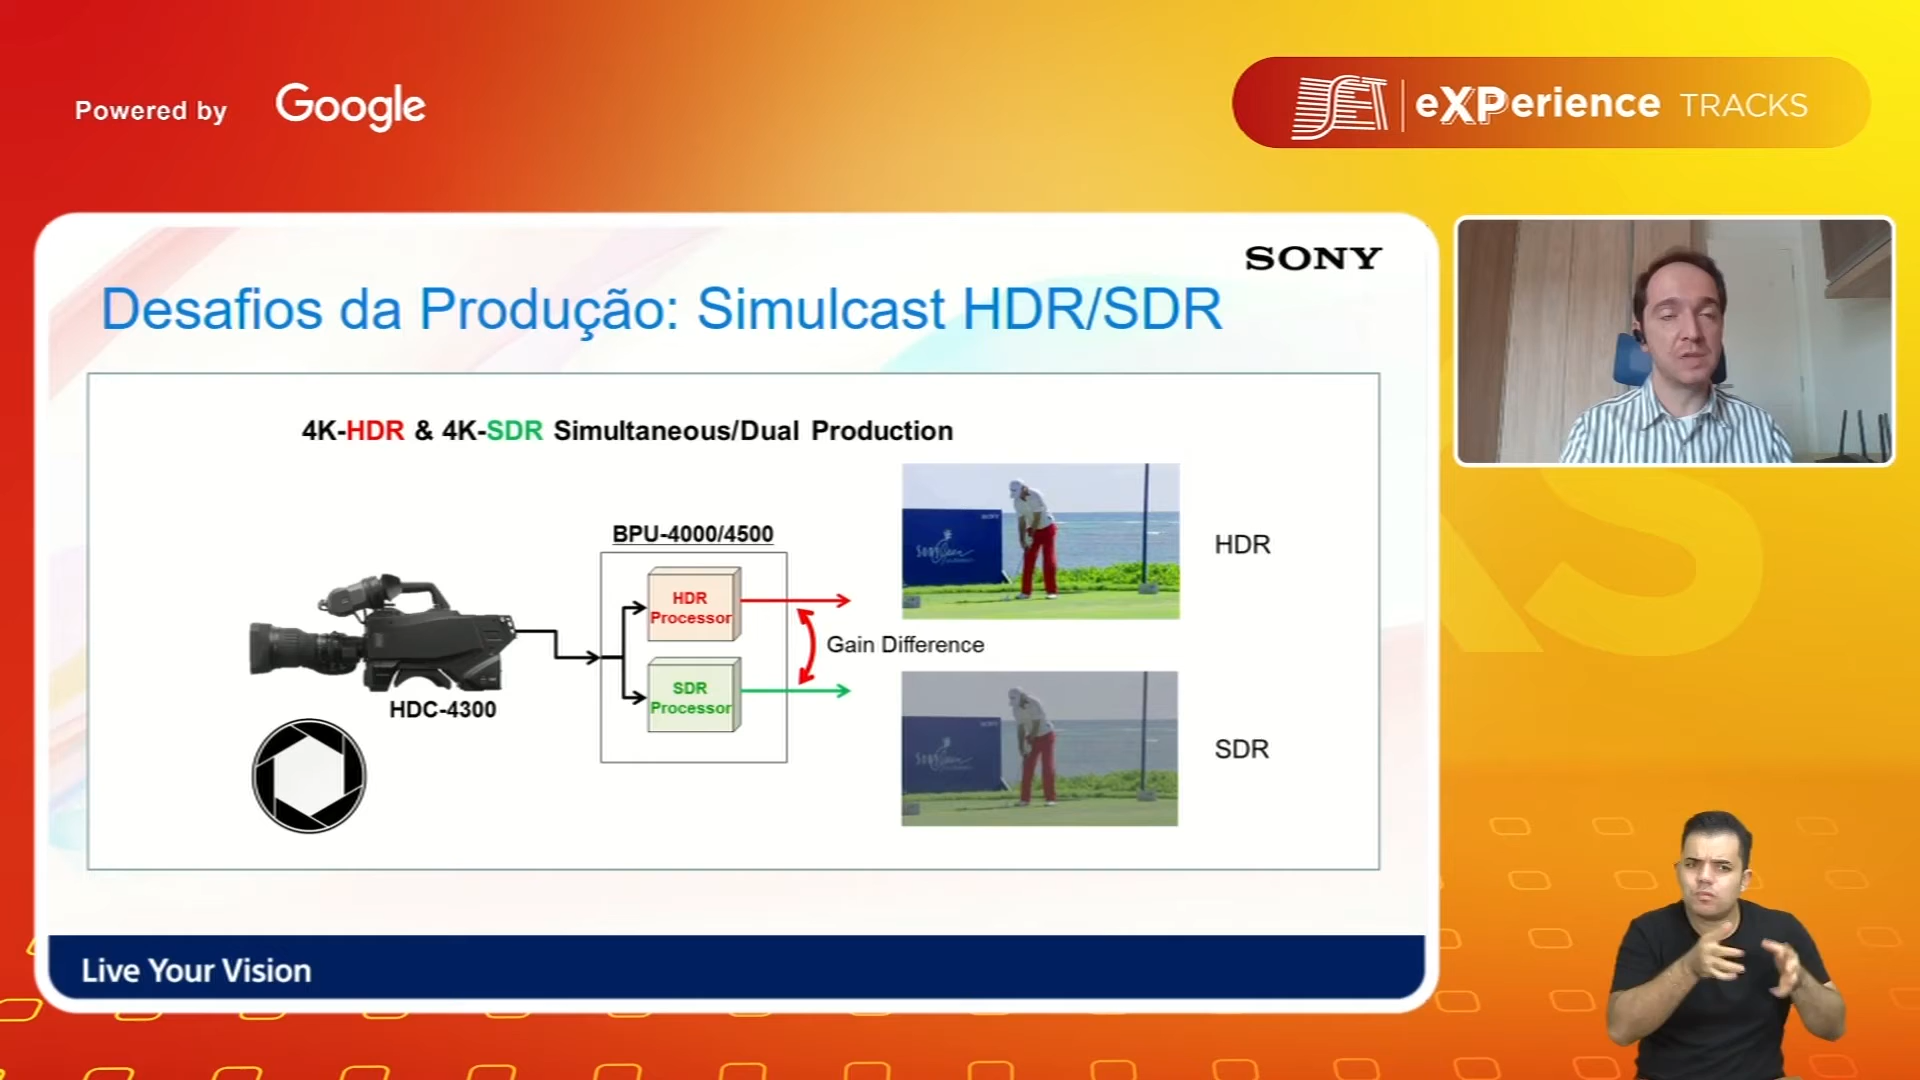 Powered by Google
SET eXPerience TRACKS
SONY
Desafios da Produção: Simulcast HDR/SDR
4K-HDR & 4K-SDR Simultaneous/Dual Production
BPU-4000/4500
HDR
Processor
HDR
Gain Difference
SDR
Processor
SDR
HDC-4300
Live Your Vision